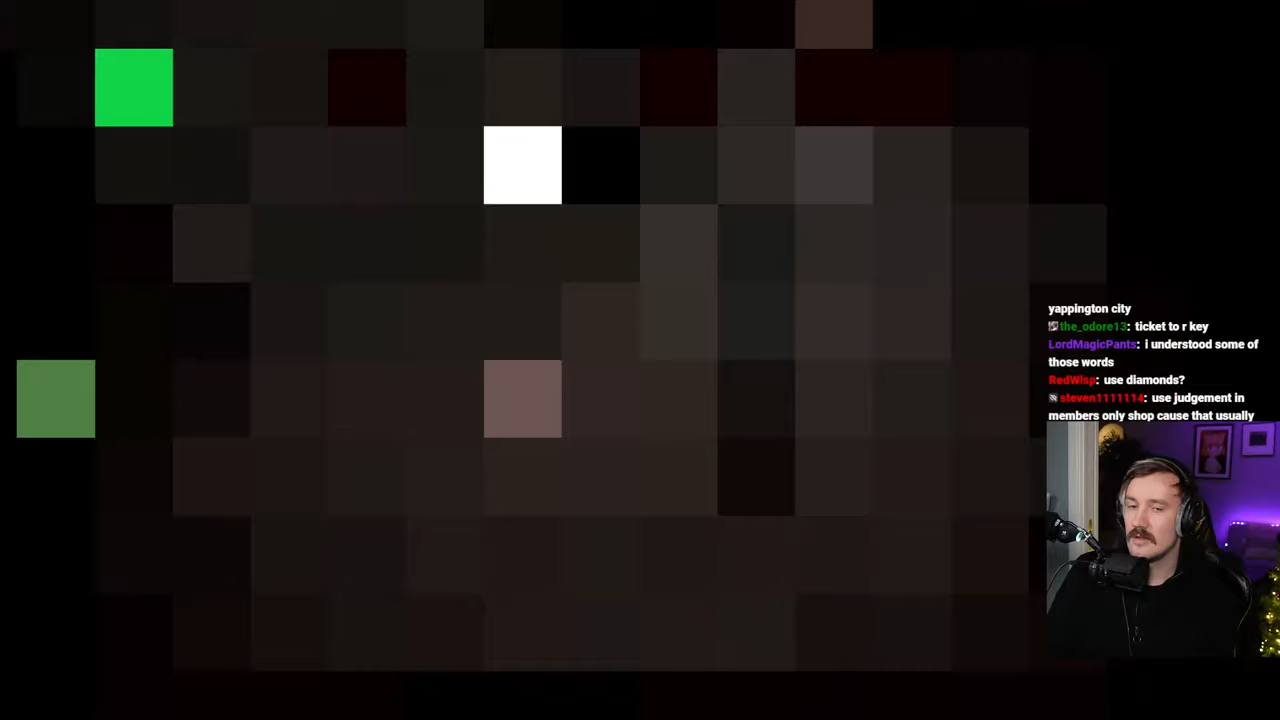 yappington city
the_odore13: ticket to r key
LordMagicPants: i understood some of
those words
RedWisp: use diamonds?
steven1111114: use judgement in
members only shop cause that usually